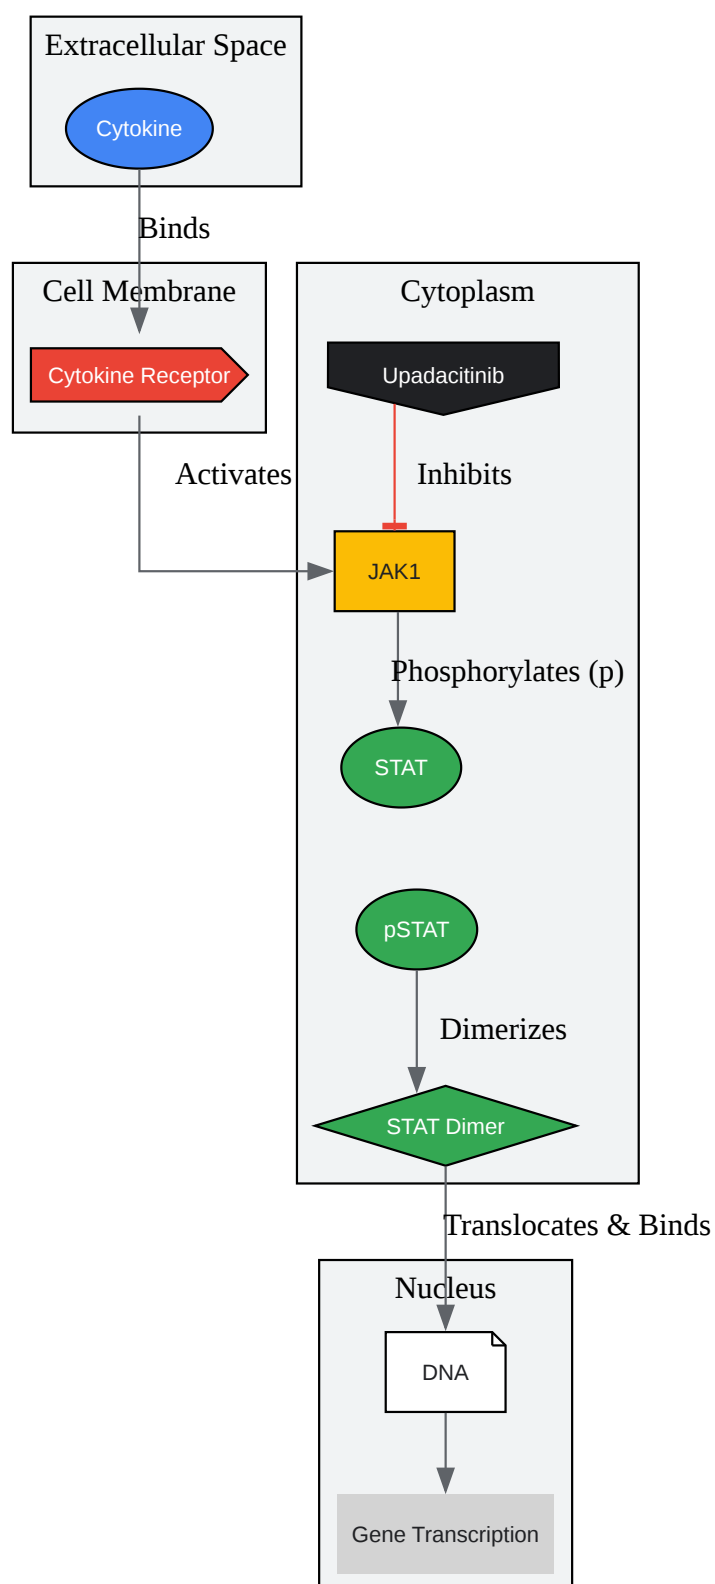 Extracellular Space
Cytokine
Binds
Cell Membrane
Cytokine Receptor
Cytoplasm
Upadacitinib
Activates
Inhibits
JAK1
Phosphorylates (p)
STAT
pSTAT
Dimerizes
STAT Dimer
Translocates & Binds
Nucleus
DNA
Gene Transcription